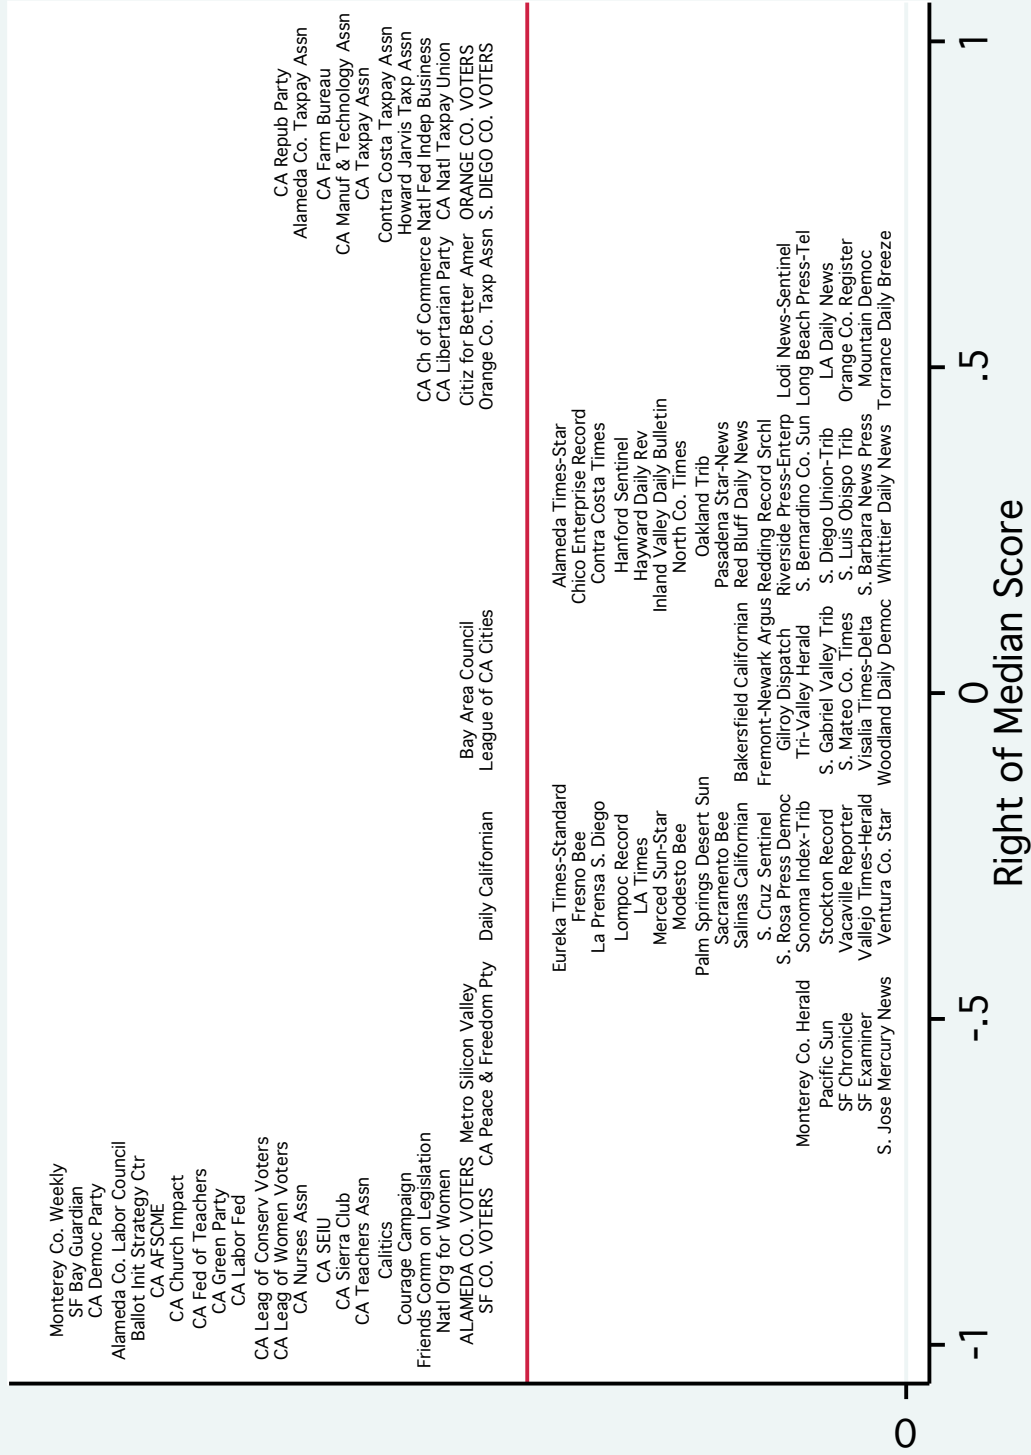 Monterey Co. Weekly
SF Bay Guardian
CA Democ Party
Alameda Co. Labor Council
Ballot Init Strategy Ctr
CA AFSCME
CA Church Impact
CA Fed of Teachers
CA Green Party
CA Labor Fed
CA Leag of Conserv Voters
CA Leag of Women Voters
CA Nurses Assn
CA SEIU
CA Sierra Club
CA Teachers Assn
Calitics
Courage Campaign
Friends Comm on Legislation
Natl Org for Women
ALAMEDA CO. VOTERS
SF CO. VOTERS
Metro Silicon Valley
CA Peace & Freedom Pty
Daily Californian
Bay Area Council
League of CA Cities
CA Ch of Commerce
CA Libertarian Party
Citiz for Better Amer
Orange Co. Taxp Assn
CA Repub Party
Alameda Co. Taxpay Assn
CA Farm Bureau
CA Manuf & Technology Assn
CA Taxpay Assn
Contra Costa Taxpay Assn
Howard Jarvis Taxp Assn
Natl Fed Indep Business
CA Natl Taxpay Union
ORANGE CO. VOTERS
S. DIEGO CO. VOTERS
Monterey Co. Herald
Pacific Sun
SF Chronicle
SF Examiner
S. Jose Mercury News
Eureka Times-Standard
Fresno Bee
La Prensa S. Diego
Lompoc Record
LA Times
Merced Sun-Star
Modesto Bee
Palm Springs Desert Sun
Sacramento Bee
Salinas Californian
S. Cruz Sentinel
S. Rosa Press Democ
Sonoma Index-Trib
Stockton Record
Vacaville Reporter
Vallejo Times-Herald
Ventura Co. Star
Bakersfield Californian
Fremont-Newark Argus
Gilroy Dispatch
Tri-Valley Herald
S. Gabriel Valley Trib
S. Mateo Co. Times
Visalia Times-Delta
Woodland Daily Democ
Alameda Times-Star
Chico Enterprise Record
Contra Costa Times
Hanford Sentinel
Hayward Daily Rev
Inland Valley Daily Bulletin
North Co. Times
Oakland Trib
Pasadena Star-News
Red Bluff Daily News
Redding Record Srchl
Riverside Press-Enterp
S. Bernardino Co. Sun
S. Diego Union-Trib
S. Luis Obispo Trib
S. Barbara News Press
Whittier Daily News
Lodi News-Sentinel
Long Beach Press-Tel
LA Daily News
Orange Co. Register
Mountain Democ
Torrance Daily Breeze
0
-1 -.5 0 .5 1
Right of Median Score